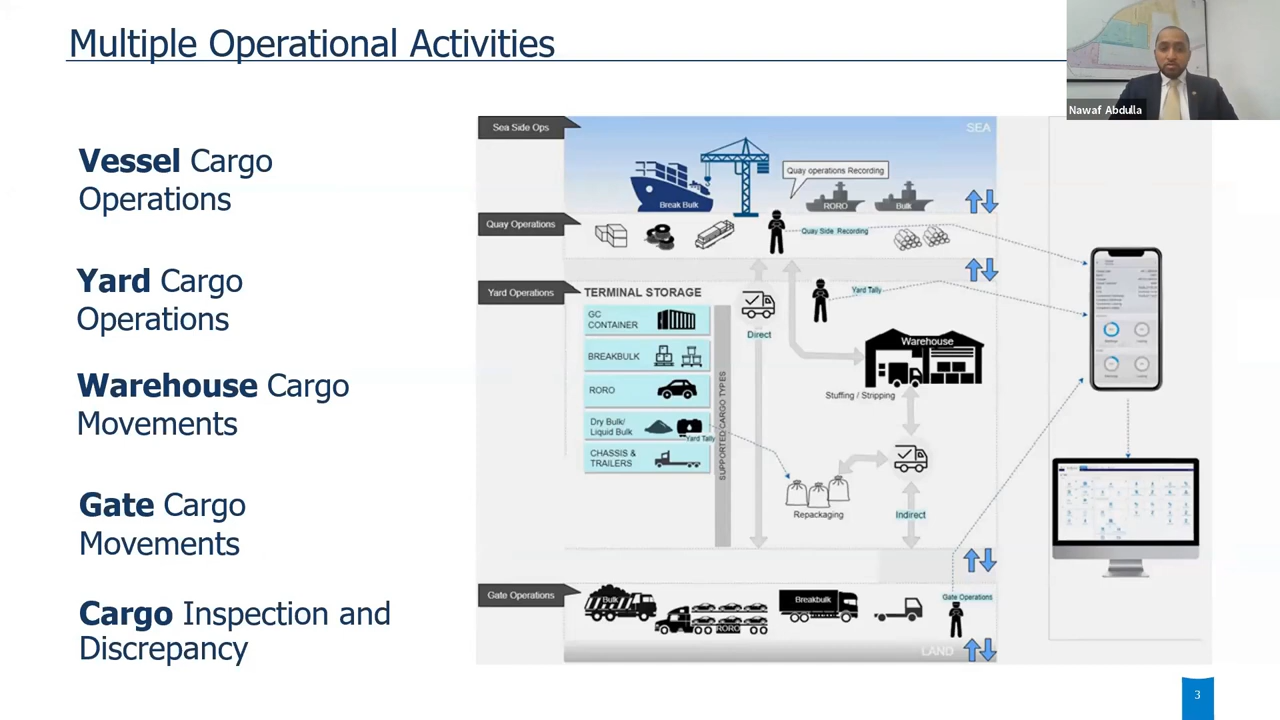 Multiple Operational Activities
Nawaf Abdulla
Vessel Cargo
Operations
Yard Cargo
Operations
Warehouse Cargo
Movements
Gate Cargo
Movements
Cargo Inspection and
Discrepancy
Sea Side Ops
SEA
Quay operations Recording
Break Bulk
RORO
Bulk
Quay Operations
Quay Side Recording
Yard Operations
TERMINAL STORAGE
GC
CONTAINER
BREAKBULK
RORO
Dry Bulk/
Liquid Bulk
Yard Tally
CHASSIS &
TRAILERS
SUPPORTED CARGO TYPES
Direct
Yard Tally
Warehouse
Stuffing / Stripping
Repackaging
Indirect
Gate Operations
Bulk
RORO
Breakbulk
Gate Operations
LAND
3